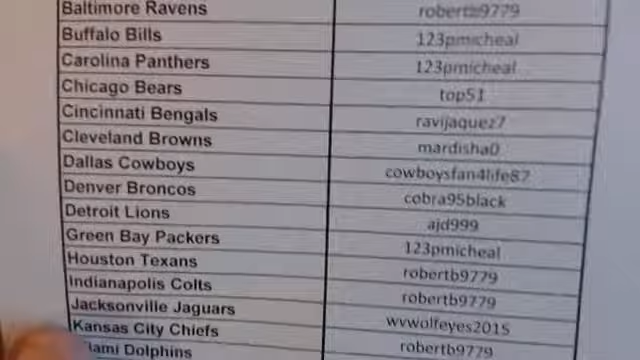 Baltimore Ravens robertb9779
Buffalo Bills 123pmicheal
Carolina Panthers 123pmicheal
Chicago Bears top51
Cincinnati Bengals ravijaquez7
Cleveland Browns mardisha0
Dallas Cowboys cowboysfan4life82
Denver Broncos cobra95black
Detroit Lions ajd999
Green Bay Packers 123pmicheal
Houston Texans robertb9779
Indianapolis Colts robertb9779
Jacksonville Jaguars wvwolfeyes2015
Kansas City Chiefs robertb9779
iami Dolphins